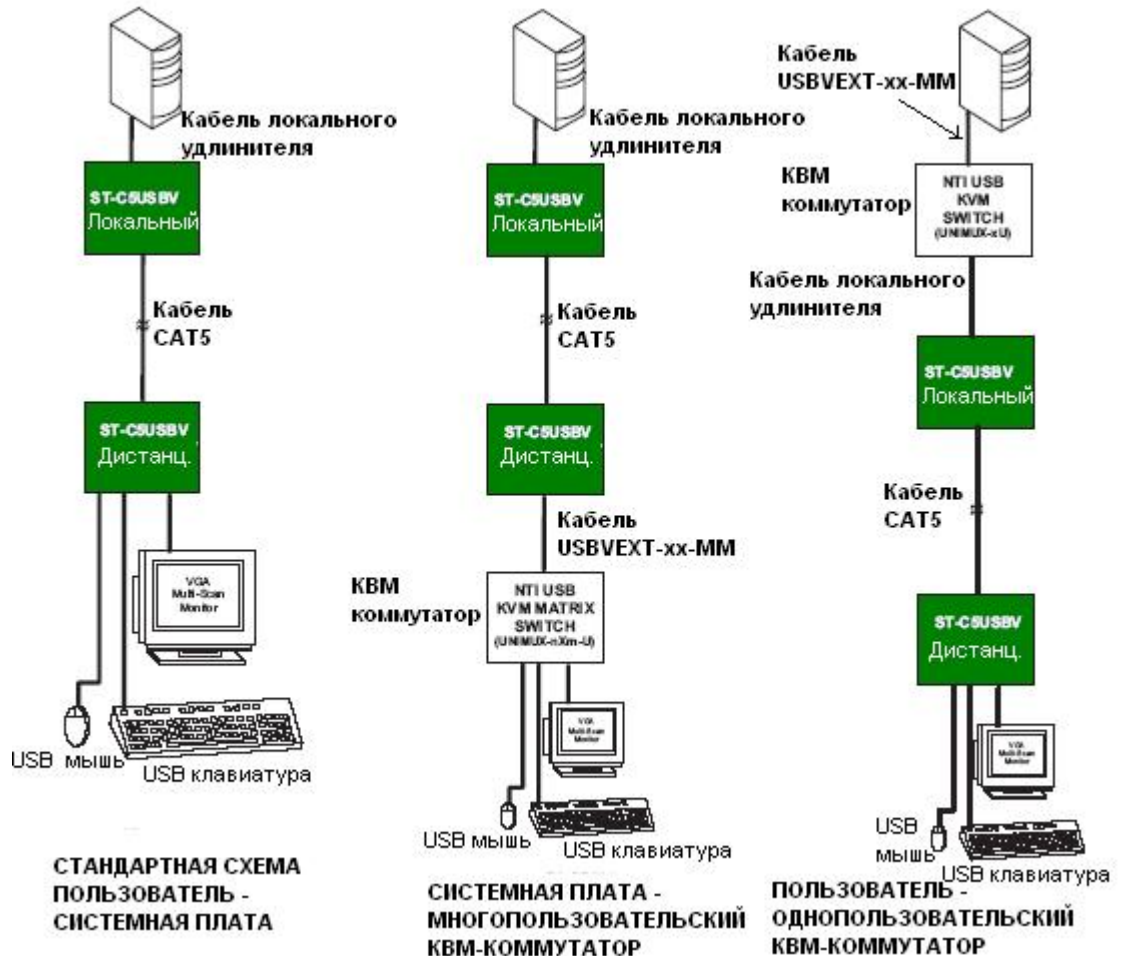 Кабель локального
удлинителя
ST-C5USBV
Локальный
Кабель
CAT5
ST-C5USBV
Дистанц.
VGA
Multi-Scan
Monitor
USB мышь
USB клавиатура
СТАНДАРТНАЯ СХЕМА
ПОЛЬЗОВАТЕЛЬ -
СИСТЕМНАЯ ПЛАТА
Кабель локального
удлинителя
ST-C5USBV
Локальный
Кабель
CAT5
ST-C5USBV
Дистанц.
Кабель
USBVEXT-xx-MM
КВМ
коммутатор
NTI USB
KVM MATRIX
SWITCH
(UNIMUX-nXm-U)
VGA
Multi-Scan
Monitor
USB мышь
USB клавиатура
СИСТЕМНАЯ ПЛАТА -
МНОГОПОЛЬЗОВАТЕЛЬСКИЙ
КВМ-КОММУТАТОР
Кабель
USBVEXT-xx-MM
КВМ
коммутатор
NTI USB
KVM
SWITCH
(UNIMUX-xU)
Кабель локального
удлинителя
ST-C5USBV
Локальный
Кабель
CAT5
ST-C5USBV
Дистанц.
VGA
Multi-Scan
Monitor
USB
мышь
USB клавиатура
ПОЛЬЗОВАТЕЛЬ -
ОДНОПОЛЬЗОВАТЕЛЬСКИЙ
КВМ-КОММУТАТОР